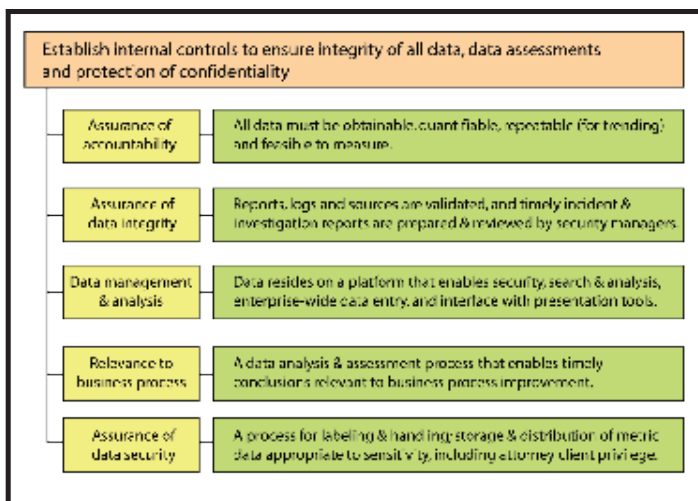 Establish internal controls to ensure integrity of all data, data assessments
and protection of confidentiality
Assurance of
accountability
All data must be obtainable, quantifiable, repeatable (for trending)
and feasible to measure.
Assurance of
data integrity
Reports, logs and sources are validated, and timely incident &
investigation reports are prepared & reviewed by security managers.
Data management
& analysis
Data resides on a platform that enables security, search & analysis,
enterprise-wide data entry, and interface with presentation tools.
Relevance to
business process
A data analysis & assessment process that enables timely
conclusions relevant to business process improvement.
Assurance of
data security
A process for labeling & handling; storage & distribution of metric
data appropriate to sensitivity, including attorney client privilege.